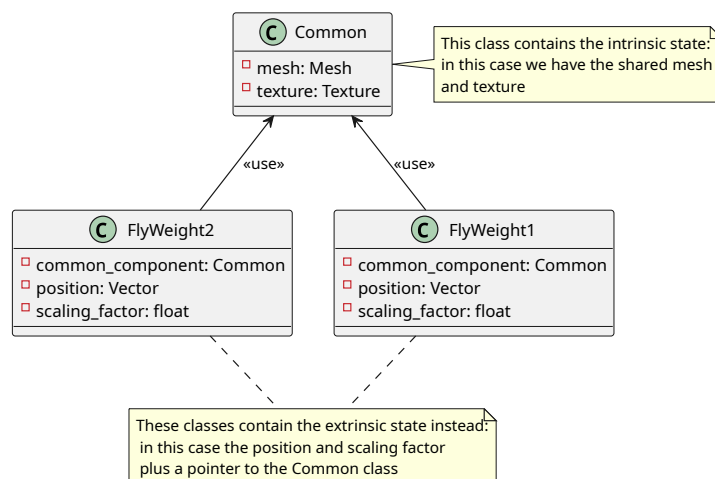 C Common
mesh: Mesh
texture: Texture
This class contains the intrinsic state:
in this case we have the shared mesh
and texture
«use»
«use»
C FlyWeight2
common_component: Common
position: Vector
scaling_factor: float
C FlyWeight1
common_component: Common
position: Vector
scaling_factor: float
These classes contain the extrinsic state instead:
in this case the position and scaling factor
plus a pointer to the Common class